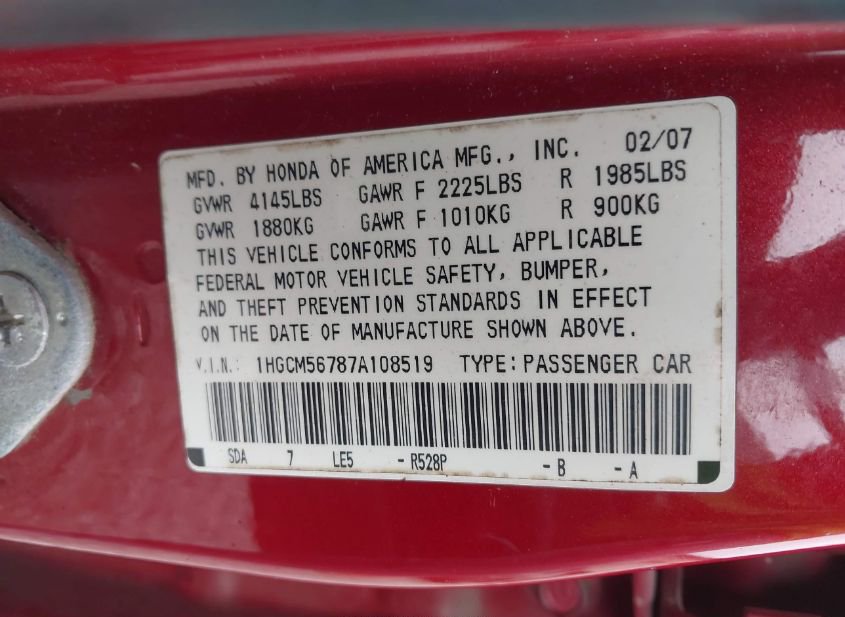 MFD. BY HONDA OF AMERICA MFG., INC. 02/07
GVWR 4145LBS GAWR F 2225LBS R 1985LBS
GVWR 1880KG GAWR F 1010KG R 900KG
THIS VEHICLE CONFORMS TO ALL APPLICABLE
FEDERAL MOTOR VEHICLE SAFETY, BUMPER,
AND THEFT PREVENTION STANDARDS IN EFFECT
ON THE DATE OF MANUFACTURE SHOWN ABOVE.
V.I.N.: 1HGCM56787A108519 TYPE:PASSENGER CAR
SDA 7 LE5 -R528P -B -A